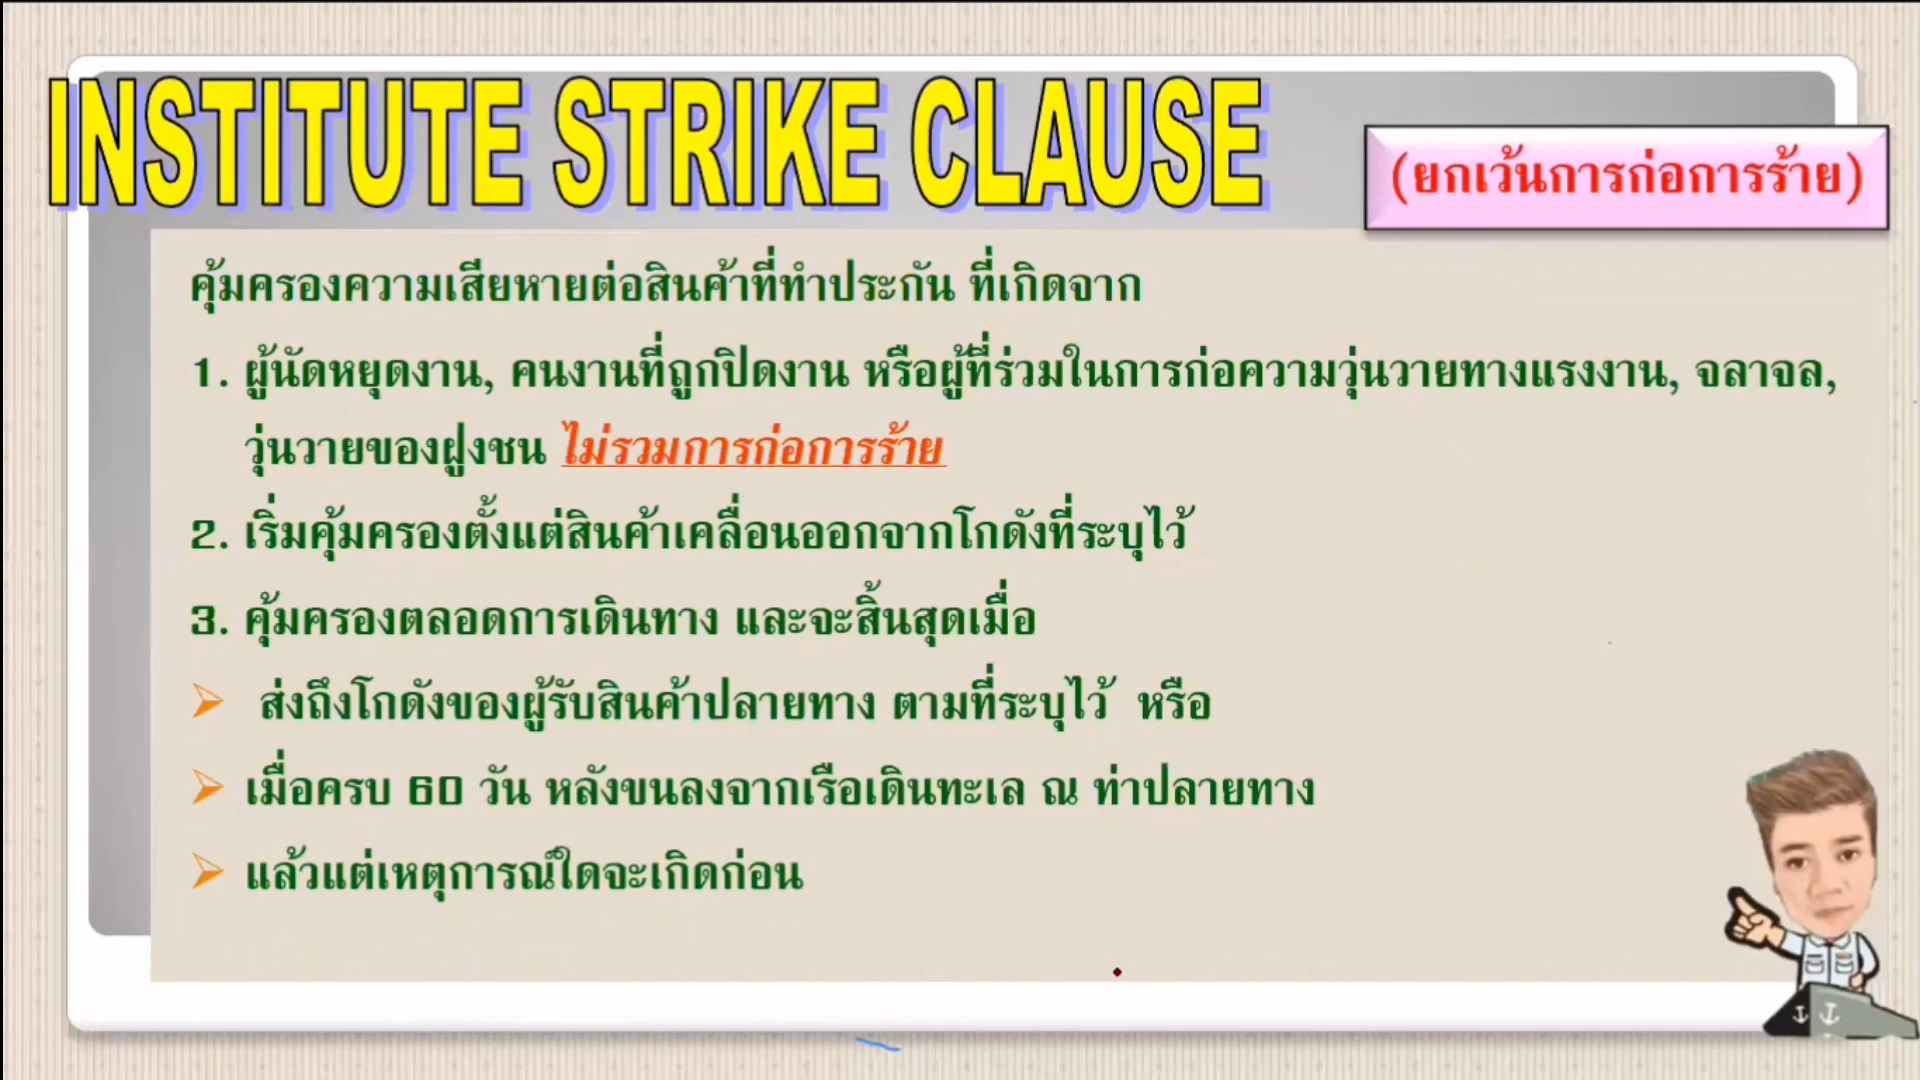 INSTITUTE STRIKE CLAUSE
(ยกเว้นการก่อการร้าย)
คุ้มครองความเสียหายต่อสินค้าที่ทำประกัน ที่เกิดจาก
1. ผู้นัดหยุดงาน, คนงานที่ถูกปิดงาน หรือผู้ที่ร่วมในการก่อความวุ่นวายทางแรงงาน, จลาจล,
วุ่นวายของฝูงชน ไม่รวมการก่อการร้าย
2. เริ่มคุ้มครองตั้งแต่สินค้าเคลื่อนออกจากโกดังที่ระบุไว้
3. คุ้มครองตลอดการเดินทาง และจะสิ้นสุดเมื่อ
➢ ส่งถึงโกดังของผู้รับสินค้าปลายทาง ตามที่ระบุไว้ หรือ
➢ เมื่อครบ 60 วัน หลังขนลงจากเรือเดินทะเล ณ ท่าปลายทาง
➢ แล้วแต่เหตุการณ์ใดจะเกิดก่อน